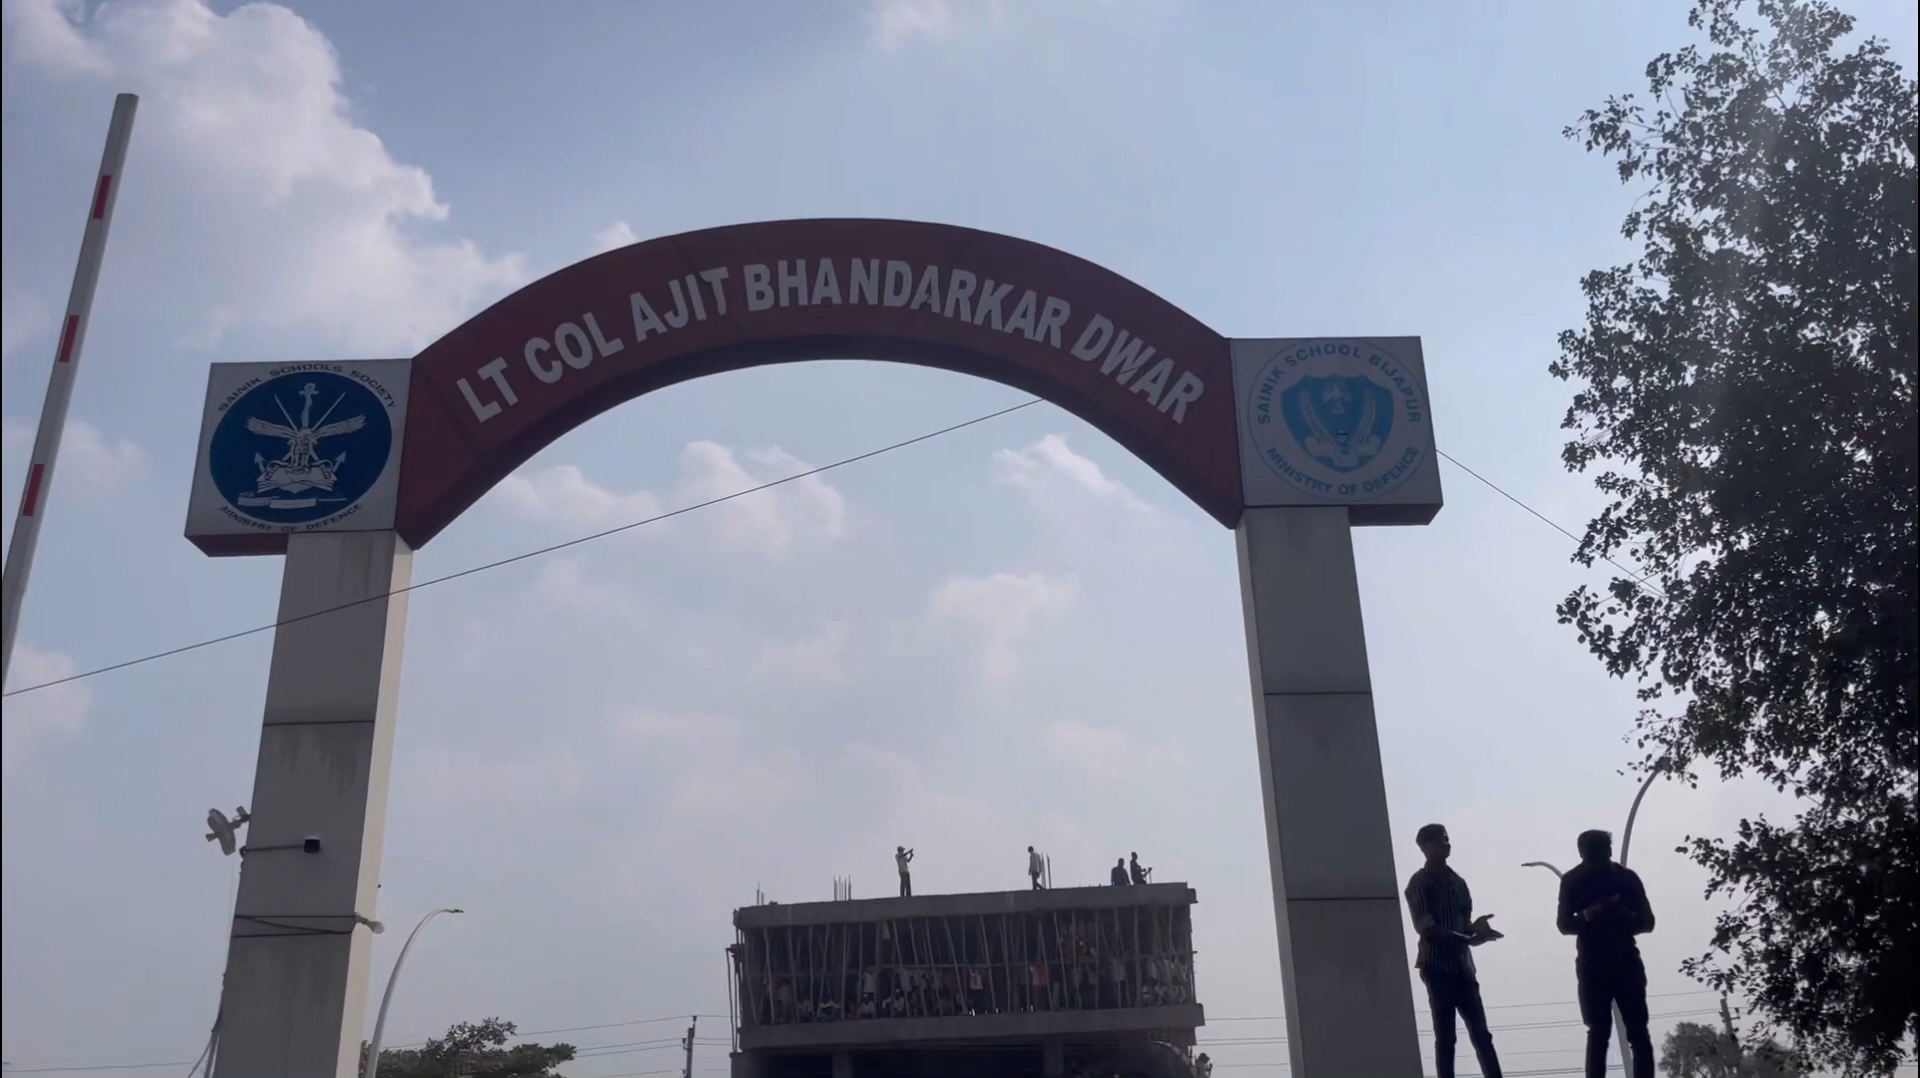 LT COL AJIT BHANDARKAR DWAR
SAINIK SCHOOLS SOCIETY
MINISTRY OF DEFENCE
SAINIK SCHOOL BIJAPUR
MINISTRY OF DEFENCE